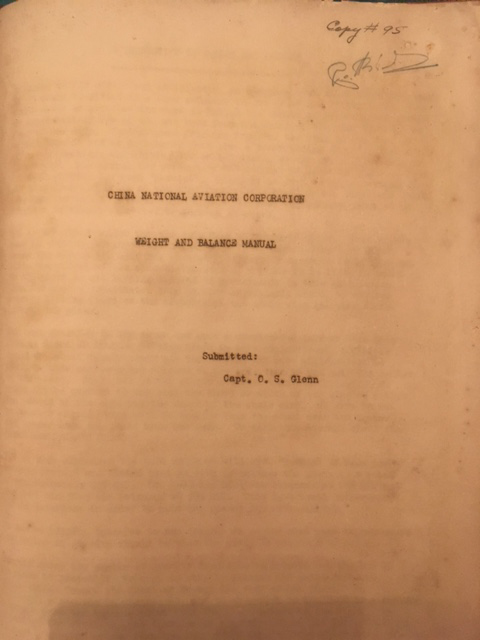 Copy # 95
CHINA NATIONAL AVIATION CORPORATION
WEIGHT AND BALANCE MANUAL
Submitted:
Capt. O. S. Glenn